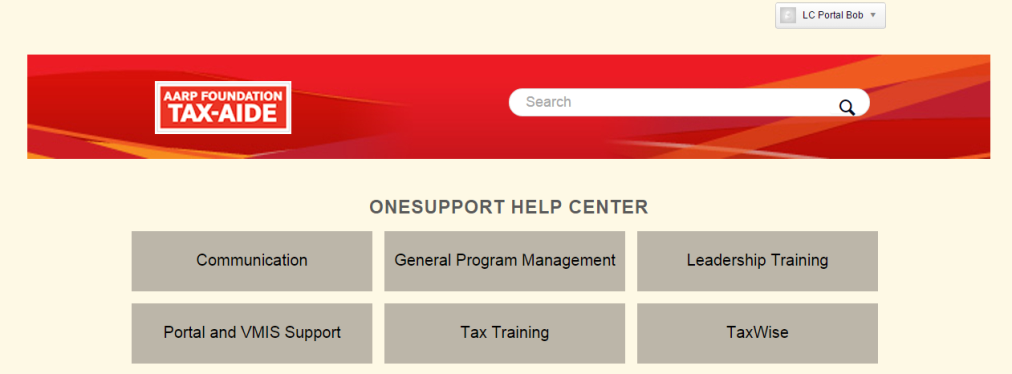 LC Portal Bob
AARP FOUNDATION
TAX-AIDE
Search
ONESUPPORT HELP CENTER
Communication
General Program Management
Leadership Training
Portal and VMIS Support
Tax Training
TaxWise